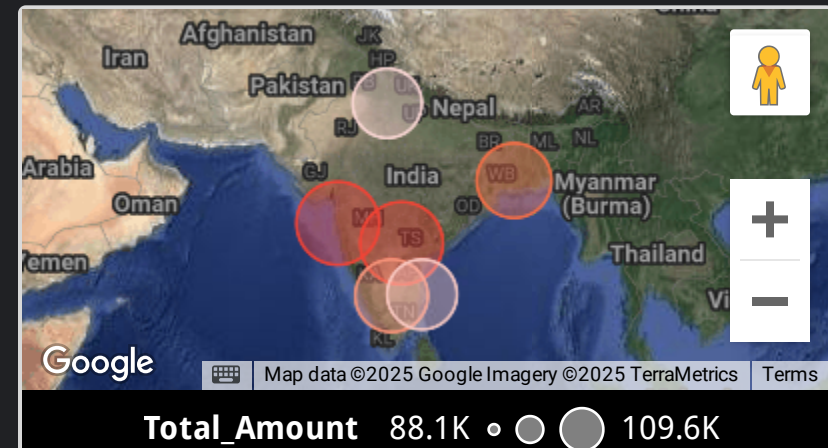 Afghanistan
JK
Iran
HP
Pakistan
Nepal
AR
RJ
BR ML NL
Arabia
GJ
India
WB
Myanmar
(Burma)
Oman
OD
TS
Yemen
Thailand
Vi
TN
KL
Google
Map data ©2025 Google Imagery ©2025 TerraMetrics
Terms
Total_Amount 88.1K 109.6K